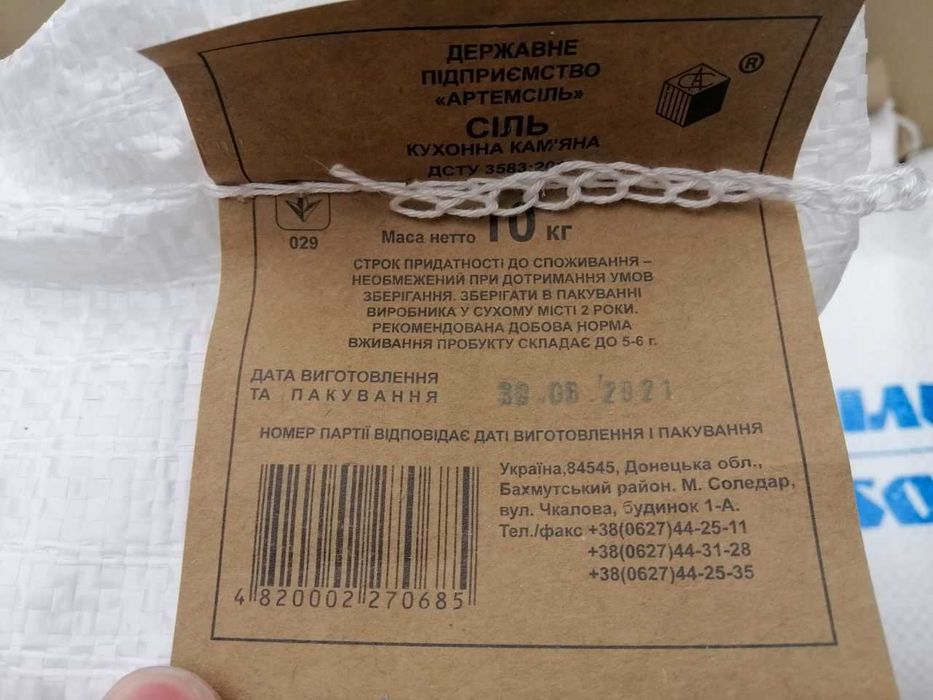 ДЕРЖАВНЕ
ПІДПРИЄМСТВО
«АРТЕМСІЛЬ»
®
СІЛЬ
КУХОННА КАМ'ЯНА
ДСТУ
029
Маса нетто 10 кг
СТРОК ПРИДАТНОСТІ ДО СПОЖИВАННЯ –
НЕОБМЕЖЕНИЙ ПРИ ДОТРИМАННЯ УМОВ
ЗБЕРІГАННЯ. ЗБЕРІГАТИ В ПАКУВАННІ
ВИРОБНИКА У СУХОМУ МІСТІ 2 РОКИ.
РЕКОМЕНДОВАНА ДОБОВА НОРМА
ВЖИВАННЯ ПРОБУКТУ СКЛАДАЄ ДО 5-6 г.
ДАТА ВИГОТОВЛЕННЯ
ТА ПАКУВАННЯ
НОМЕР ПАРТІЇ ВІДПОВІДАЄ ДАТІ ВИГОТОВЛЕННЯ І ПАКУВАННЯ
Україна,84545, Донецька обл.,
Бахмутський район. М. Соледар,
вул. Чкалова, будинок 1-А.
Тел./факс +38(0627)44-25-11
+38(0627)44-31-28
+38(0627)44-25-35
4 820002 270685